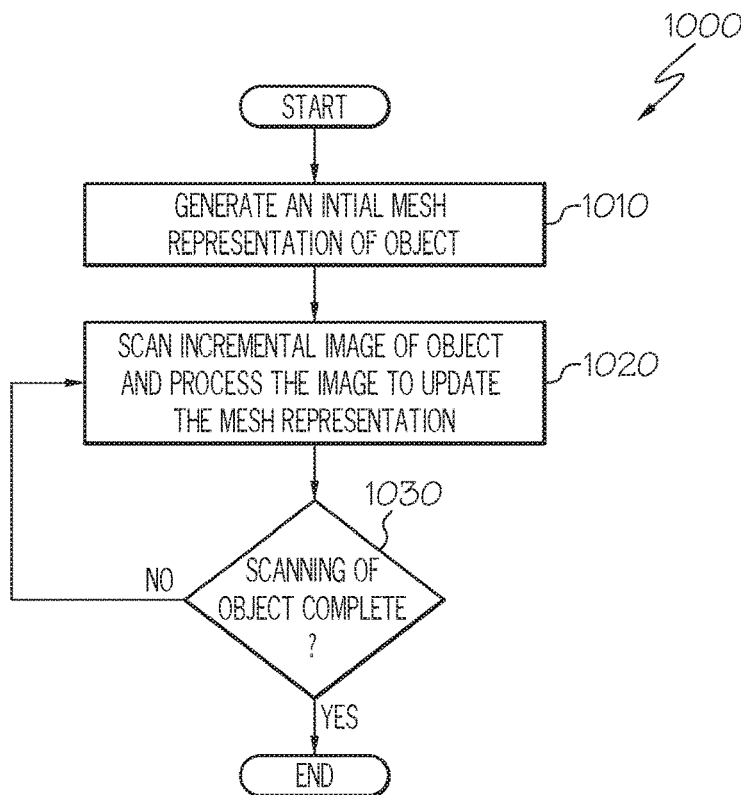 1000
START
GENERATE AN INTIAL MESH
REPRESENTATION OF OBJECT
1010
SCAN INCREMENTAL IMAGE OF OBJECT
AND PROCESS THE IMAGE TO UPDATE
THE MESH REPRESENTATION
1020
1030
SCANNING OF
OBJECT COMPLETE
?
NO
YES
END